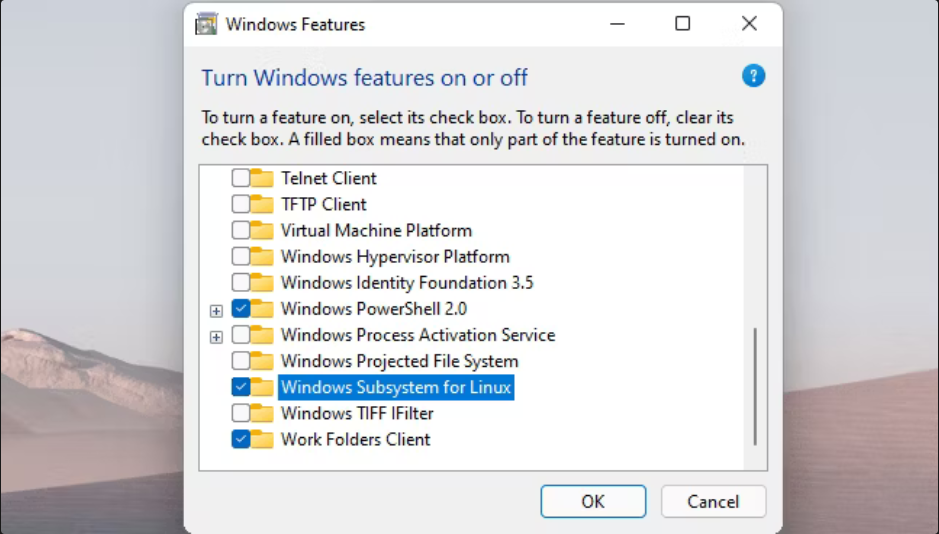 Windows Features
Turn Windows features on or off
?
To turn a feature on, select its check box. To turn a feature off, clear its
check box. A filled box means that only part of the feature is turned on.
Telnet Client
TFTP Client
Virtual Machine Platform
Windows Hypervisor Platform
Windows Identity Foundation 3.5
Windows PowerShell 2.0
Windows Process Activation Service
Windows Projected File System
Windows Subsystem for Linux
Windows TIFF IFilter
Work Folders Client
OK Cancel